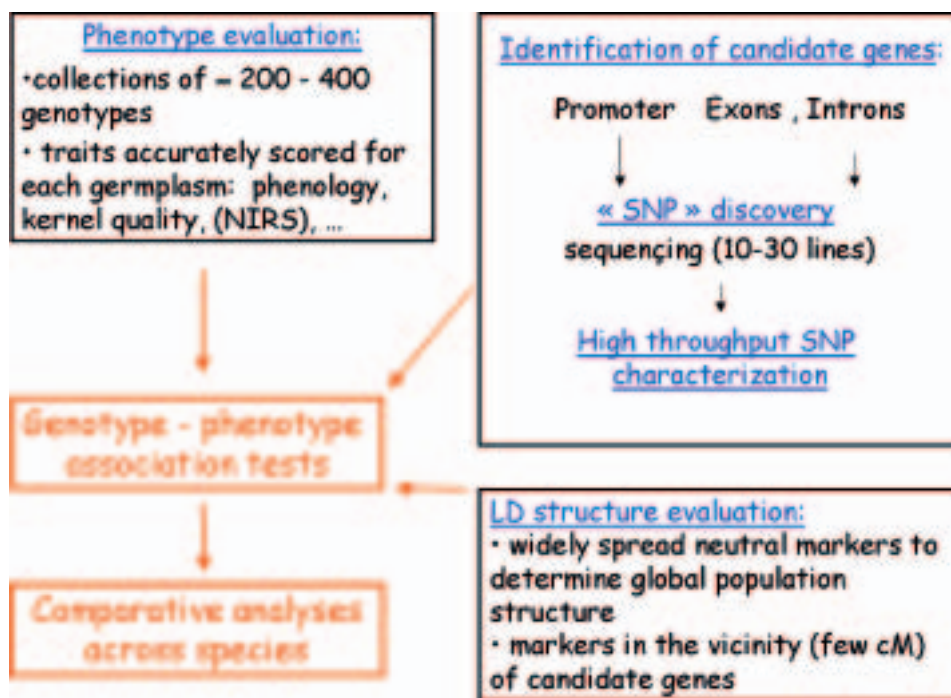 Phenotype evaluation:
•collections of – 200 - 400
genotypes
• traits accurately scored for
each germplasm: phenology,
kernel quality, (NIRS), …
Identification of candidate genes:
Promoter Exons , Introns
« SNP » discovery
sequençing (10-30 lines)
High throughput SNP
characterization
Genotype - phenotype
association tests
LD structure evaluation:
• widely spread neutral markers to
determine global population
structure
• markers in the vicinity (few cM)
of candidate genes
Comparative analyses
across species